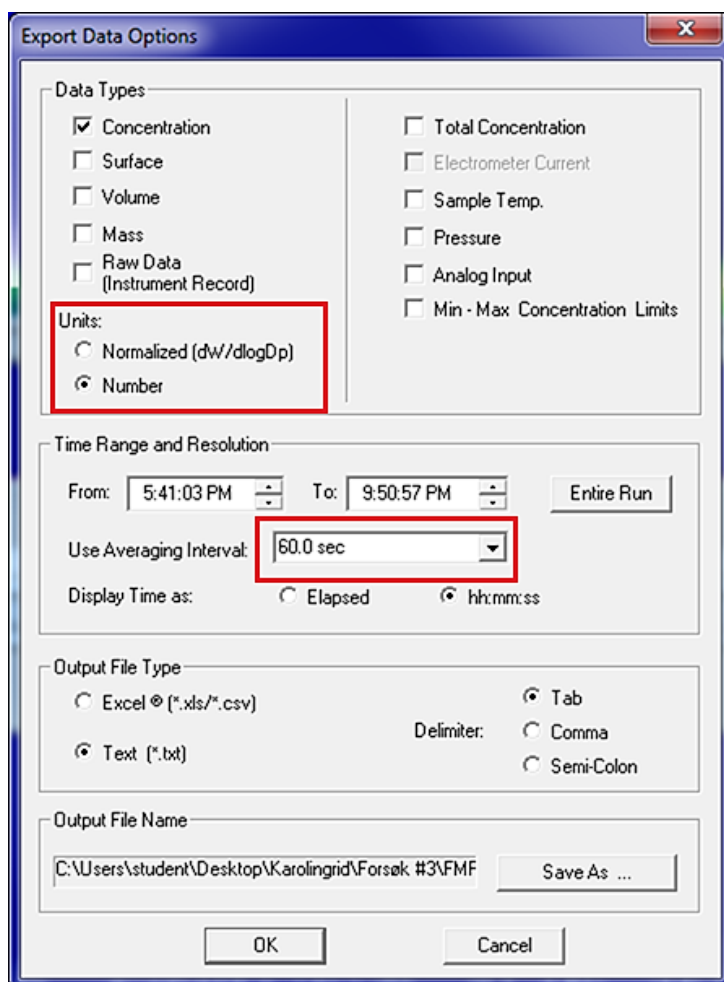 Export Data Options
Data Types
Concentration
Surface
Volume
Mass
Raw Data
(Instrument Record)
Units:
Normalized (dW/dlogDp)
Number
Total Concentration
Electrometer Current
Sample Temp.
Pressure
Analog Input
Min - Max Concentration Limits
Time Range and Resolution
From: 5:41:03 PM To: 9:50:57 PM Entire Run
Use Averaging Interval: 60.0 sec
Display Time as: Elapsed hh:mm:ss
Output File Type
Excel ® (*.xls/*.csv)
Text (*.txt)
Delimiter:
Tab
Comma
Semi-Colon
Output File Name
C:\Users\student\Desktop\Karolingrid\Forsøk #3\FMF Save As ...
OK Cancel